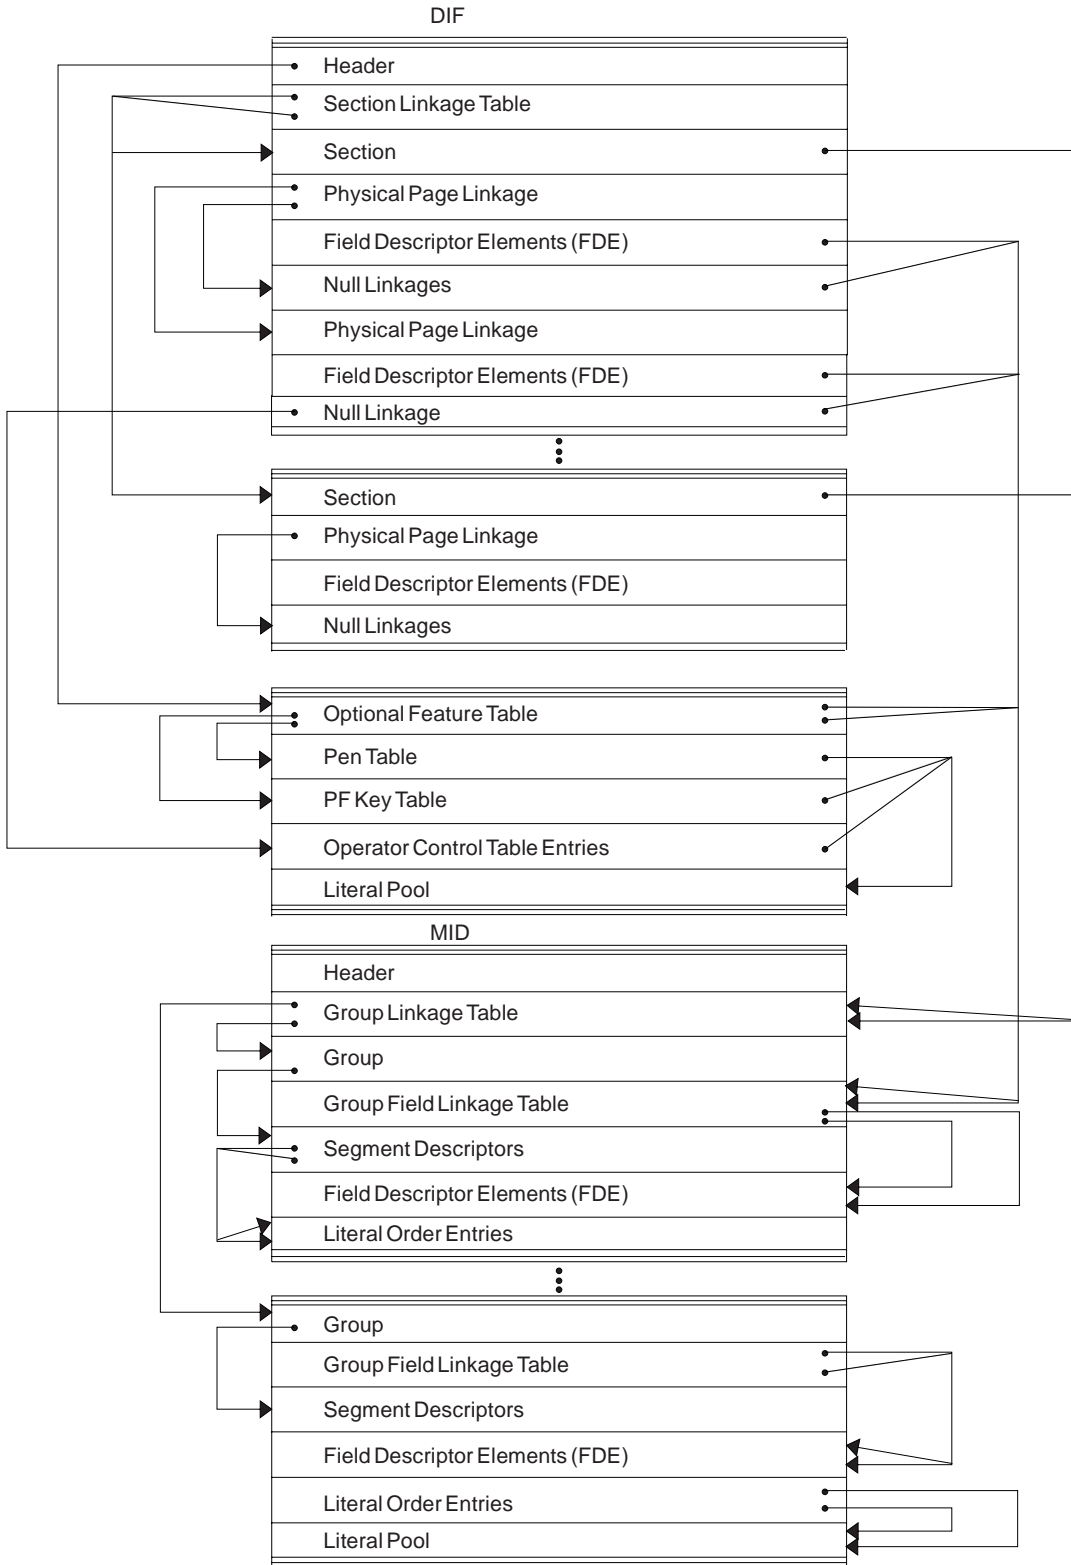 DIF
Header
Section Linkage Table
Section
Physical Page Linkage
Field Descriptor Elements (FDE)
Null Linkages
Physical Page Linkage
Field Descriptor Elements (FDE)
Null Linkage
Section
Physical Page Linkage
Field Descriptor Elements (FDE)
Null Linkages
Optional Feature Table
Pen Table
PF Key Table
Operator Control Table Entries
Literal Pool
MID
Header
Group Linkage Table
Group
Group Field Linkage Table
Segment Descriptors
Field Descriptor Elements (FDE)
Literal Order Entries
Group
Group Field Linkage Table
Segment Descriptors
Field Descriptor Elements (FDE)
Literal Order Entries
Literal Pool